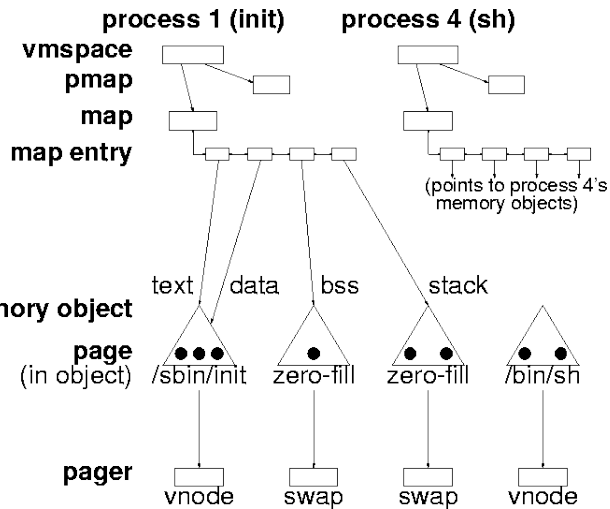 process 1 (init) process 4 (sh)
vmspace
pmap
map
map entry
(points to process 4's
memory objects)
text data bss stack
nory object
page
(in object) /sbin/init zero-fill zero-fill /bin/sh
pager
vnode swap swap vnode